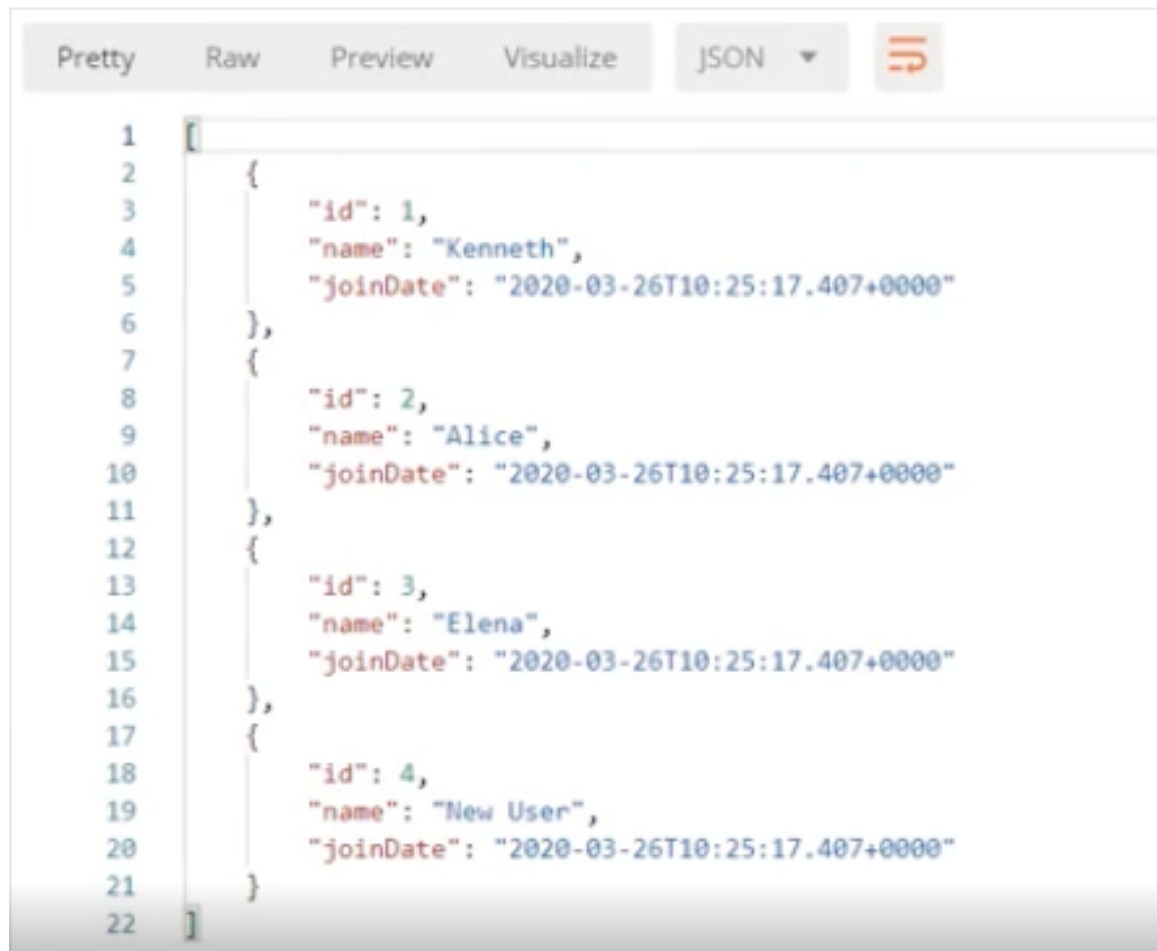 Pretty Raw Preview Visualize JSON
1 [
2 {
3 "id": 1,
4 "name": "Kenneth",
5 "joinDate": "2020-03-26T10:25:17.407+0000"
6 },
7 {
8 "id": 2,
9 "name": "Alice",
10 "joinDate": "2020-03-26T10:25:17.407+0000"
11 },
12 {
13 "id": 3,
14 "name": "Elena",
15 "joinDate": "2020-03-26T10:25:17.407+0000"
16 },
17 {
18 "id": 4,
19 "name": "New User",
20 "joinDate": "2020-03-26T10:25:17.407+0000"
21 }
22 ]